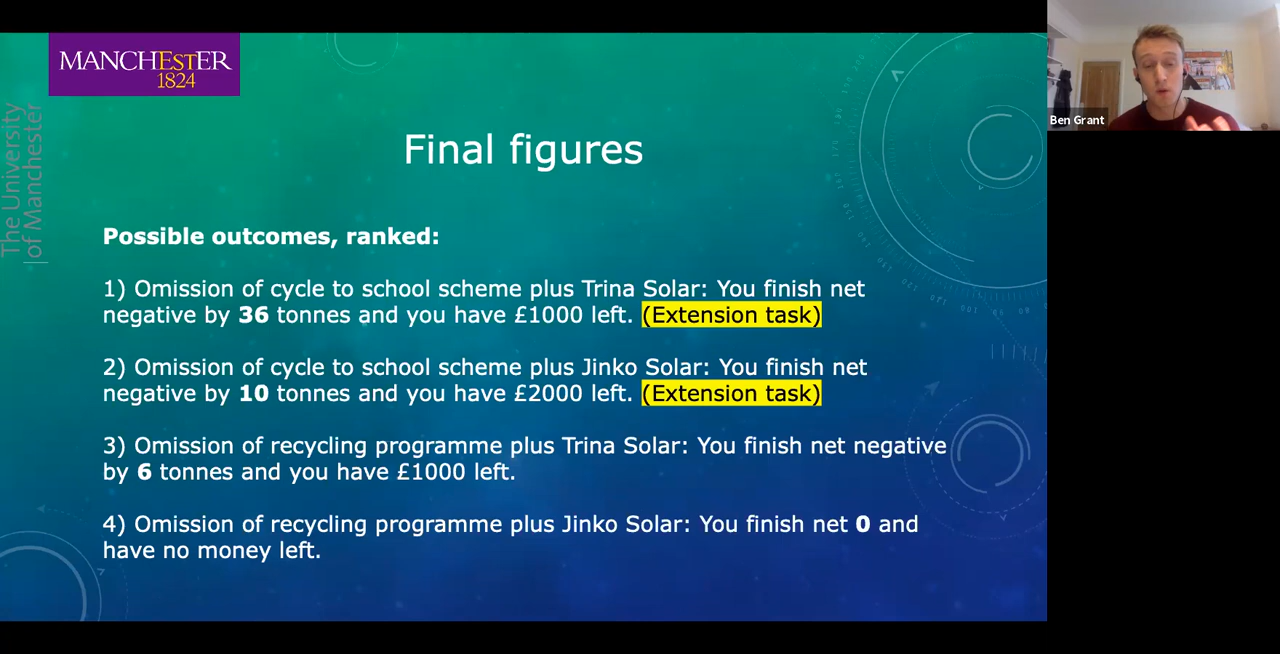 MANCHESTER
1824
The University
of Manchester
Final figures
Possible outcomes, ranked:
1) Omission of cycle to school scheme plus Trina Solar: You finish net
negative by 36 tonnes and you have £1000 left. (Extension task)
2) Omission of cycle to school scheme plus Jinko Solar: You finish net
negative by 10 tonnes and you have £2000 left. (Extension task)
3) Omission of recycling programme plus Trina Solar: You finish net negative
by 6 tonnes and you have £1000 left.
4) Omission of recycling programme plus Jinko Solar: You finish net 0 and
have no money left.
Ben Grant